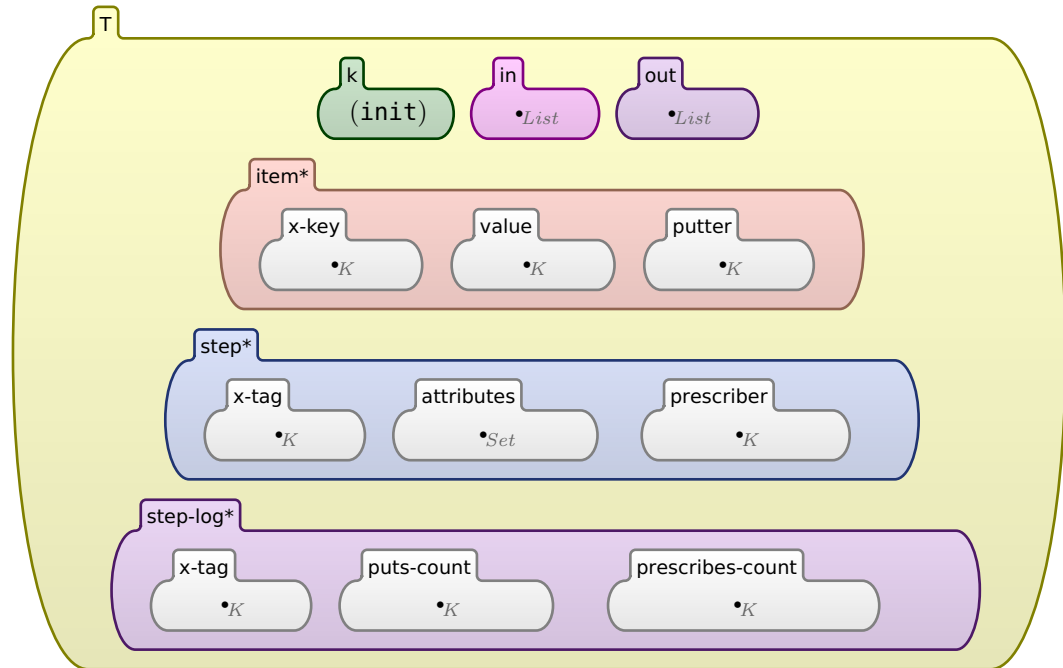 T
k in out
(init) •List •List
item*
x-key value putter
•K •K •K
step*
x-tag attributes prescriber
•K •Set •K
step-log*
x-tag puts-count prescribes-count
•K •K •K